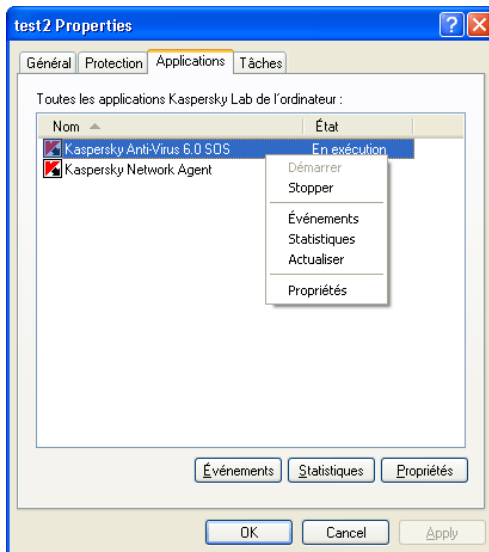 test2 Properties
Général Protection Applications Tâches
Toutes les applications Kaspersky Lab de l'ordinateur :
Nom État
Kaspersky Anti-Virus 6.0 SOS En exécution
Kaspersky Network Agent
Démarrer
Stopper
Événements
Statistiques
Actualiser
Propriétés
Événements Statistiques Propriétés
OK Cancel Apply